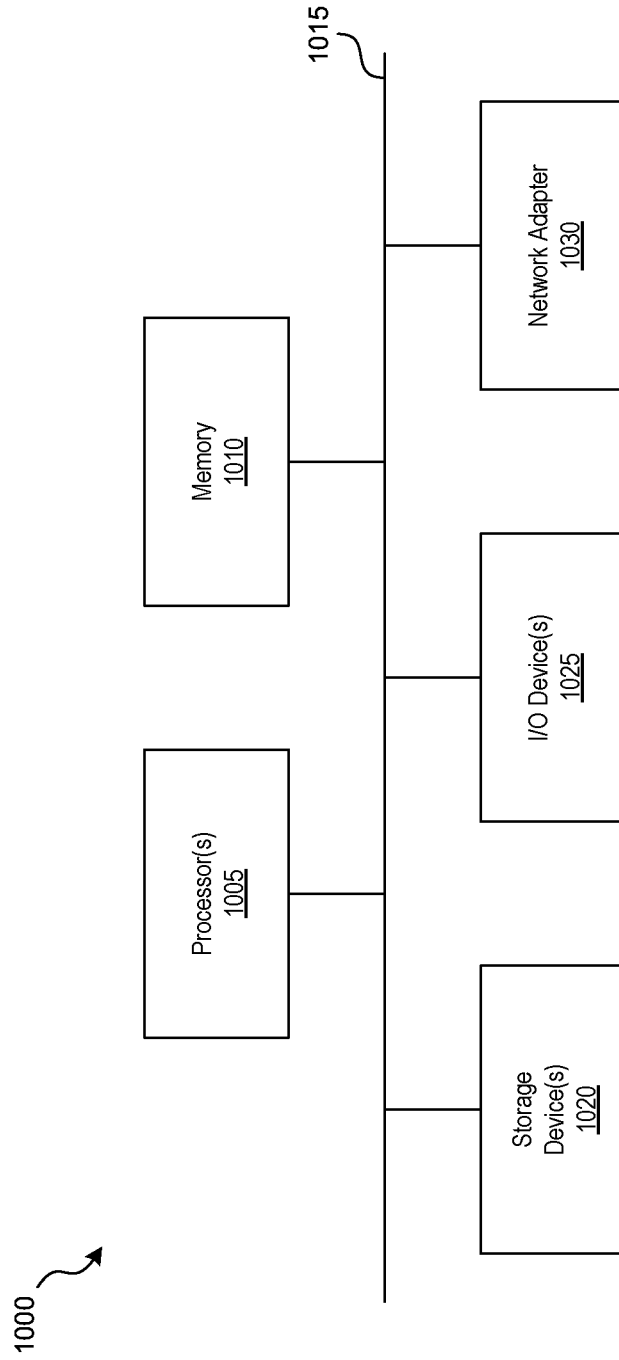 1000
Processor(s)
1005
Memory
1010
1015
Storage
Device(s)
1020
I/O Device(s)
1025
Network Adapter
1030